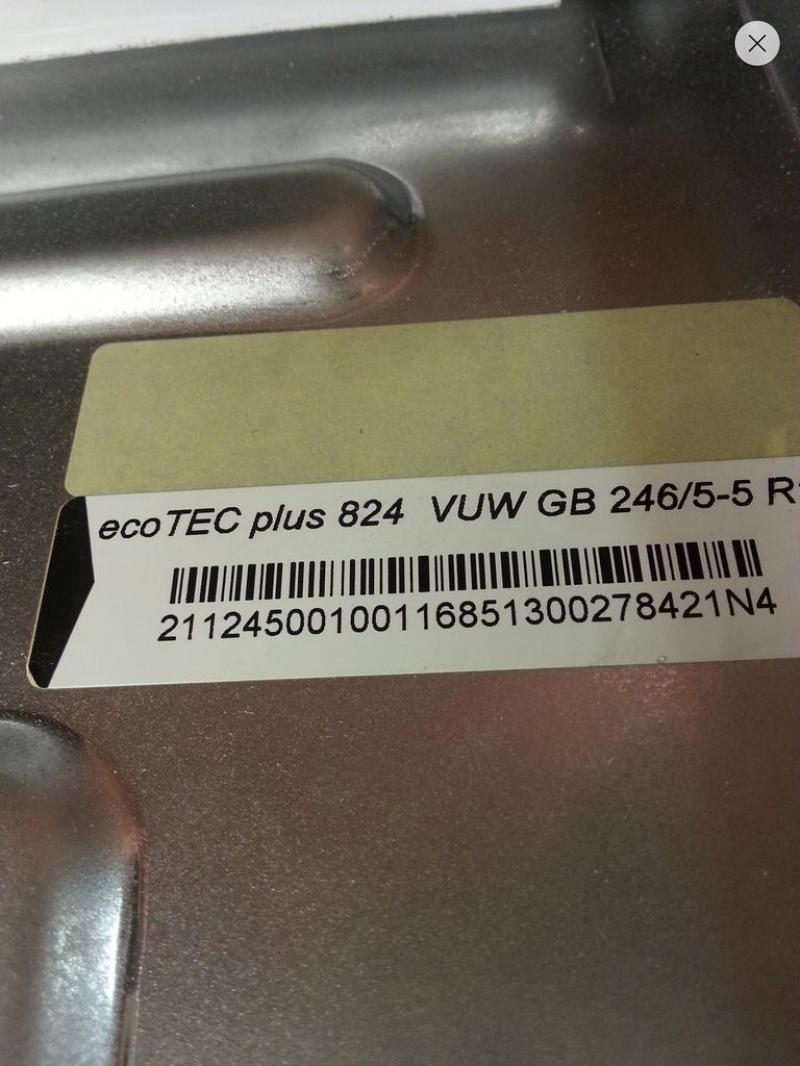 ecoTEC plus 824 VUW GB 246/5-5 R
21124500100116851300278421N4